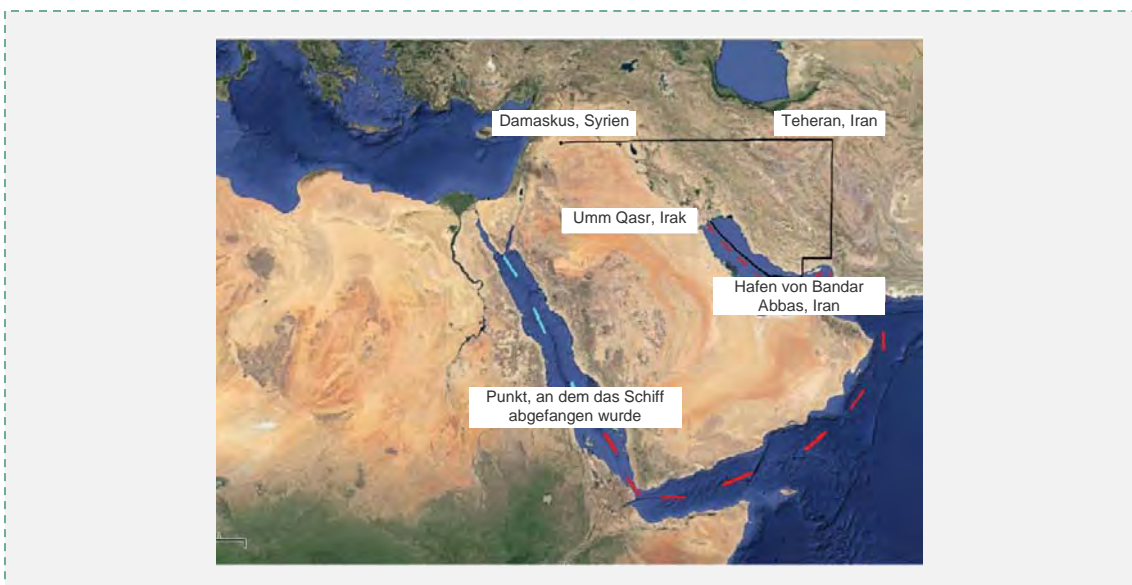 Damaskus, Syrien
Teheran, Iran
Umm Qasr, Irak
Hafen von Bandar
Abbas, Iran
Punkt, an dem das Schiff
abgefangen wurde